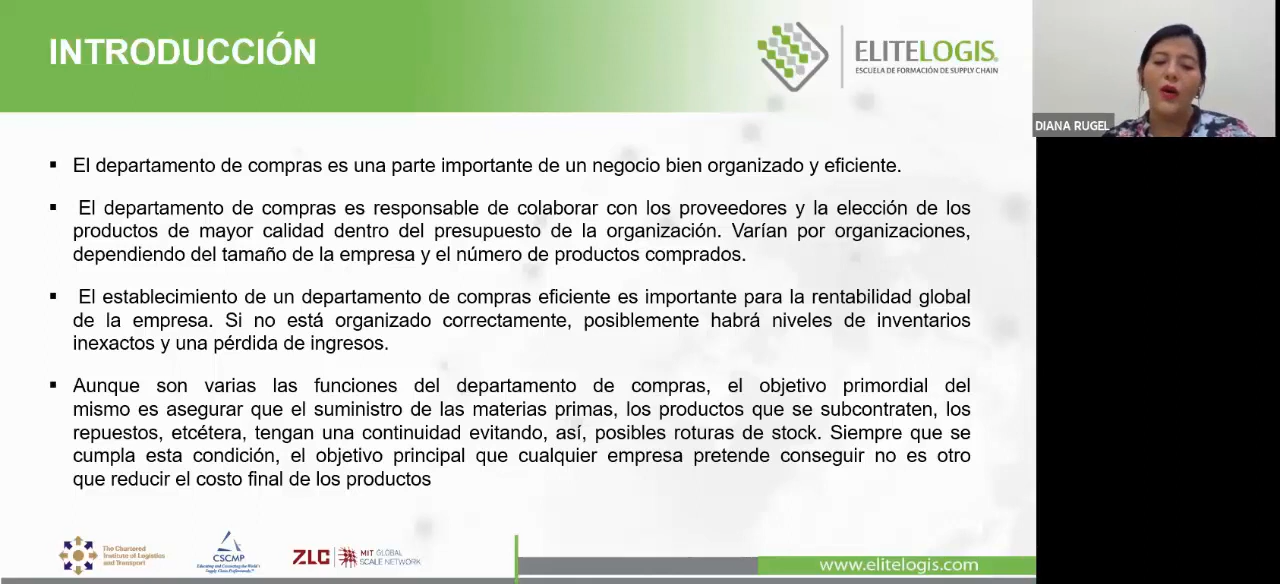 INTRODUCCIÓN
ELITELOGIS®
ESCUELA DE FORMACIÓN DE SUPPLY CHAIN
DIANA RUGEL
▪ El departamento de compras es una parte importante de un negocio bien organizado y eficiente.
▪ El departamento de compras es responsable de colaborar con los proveedores y la elección de los
productos de mayor calidad dentro del presupuesto de la organización. Varían por organizaciones,
dependiendo del tamaño de la empresa y el número de productos comprados.
▪ El establecimiento de un departamento de compras eficiente es importante para la rentabilidad global
de la empresa. Si no está organizado correctamente, posiblemente habrá niveles de inventarios
inexactos y una pérdida de ingresos.
▪ Aunque son varias las funciones del departamento de compras, el objetivo primordial del
mismo es asegurar que el suministro de las materias primas, los productos que se subcontraten, los
repuestos, etcétera, tengan una continuidad evitando, así, posibles roturas de stock. Siempre que se
cumpla esta condición, el objetivo principal que cualquier empresa pretende conseguir no es otro
que reducir el costo final de los productos
The Chartered
Institute of Logistics
and Transport
CSCMP
Educating and Connecting the World's
Supply Chain Professionals.™
ZLC
MIT GLOBAL
SCALE NETWORK
www.elitelogis.com